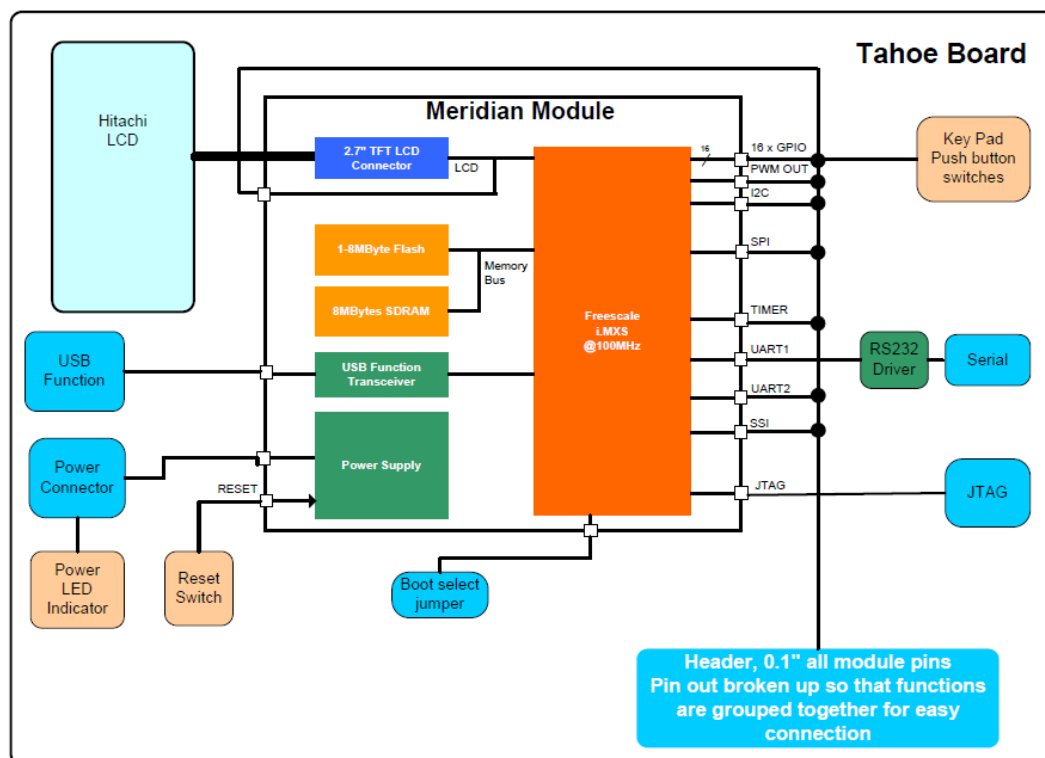 Tahoe Board
Meridian Module
Hitachi
LCD
2.7" TFT LCD
Connector
LCD
16
16 x GPIO
PWM OUT
I2C
Key Pad
Push button
switches
1-8MByte Flash
Memory
Bus
8MBytes SDRAM
SPI
Freescale
i.MXS
@100MHz
TIMER
UART1
RS232
Driver
Serial
USB
Function
USB Function
Transceiver
UART2
SSI
Power
Connector
Power Supply
RESET
JTAG
JTAG
Power
LED
Indicator
Reset
Switch
Boot select
jumper
Header, 0.1" all module pins
Pin out broken up so that functions
are grouped together for easy
connection